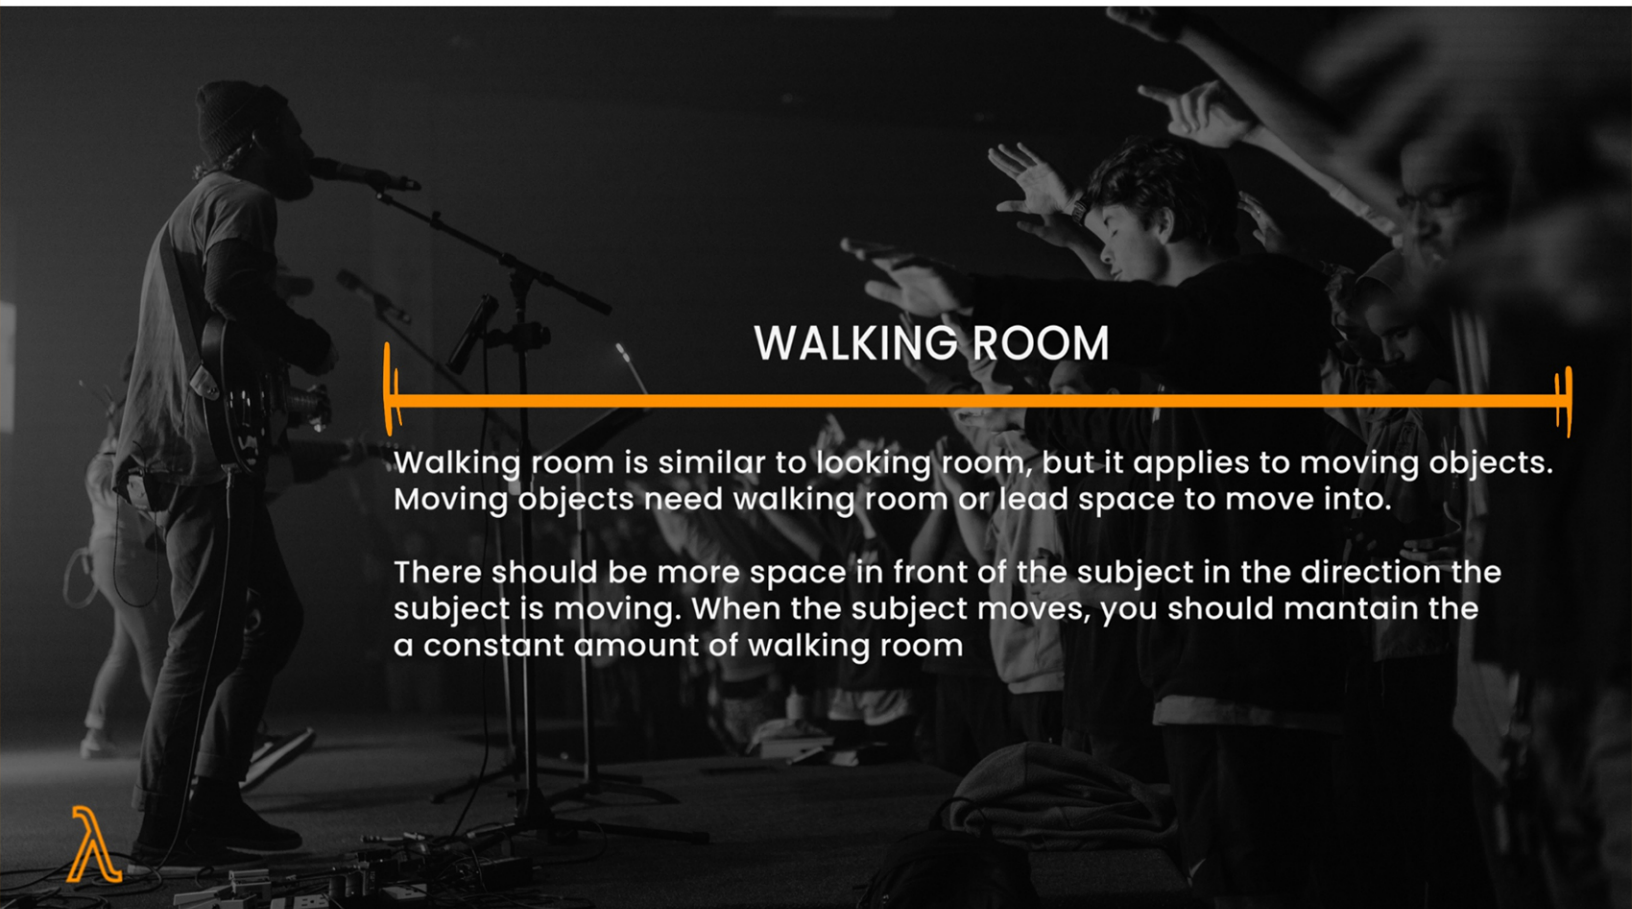 WALKING ROOM
Walking room is similar to looking room, but it applies to moving objects.
Moving objects need walking room or lead space to move into.
There should be more space in front of the subject in the direction the
subject is moving. When the subject moves, you should mantain the
a constant amount of walking room
λ